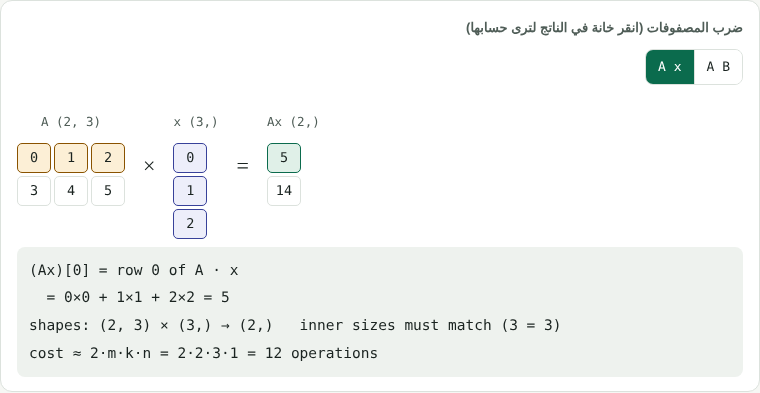 ضرب المصفوفات (انقر خانة في الناتج لترى حسابها)
A x A B
A (2, 3) x (3,) Ax (2,)
0 1 2 × 0 = 5
3 4 5 1 14
2
(Ax)[0] = row 0 of A · x
= 0×0 + 1×1 + 2×2 = 5
shapes: (2, 3) × (3,) → (2,) inner sizes must match (3 = 3)
cost ≈ 2·m·k·n = 2·2·3·1 = 12 operations